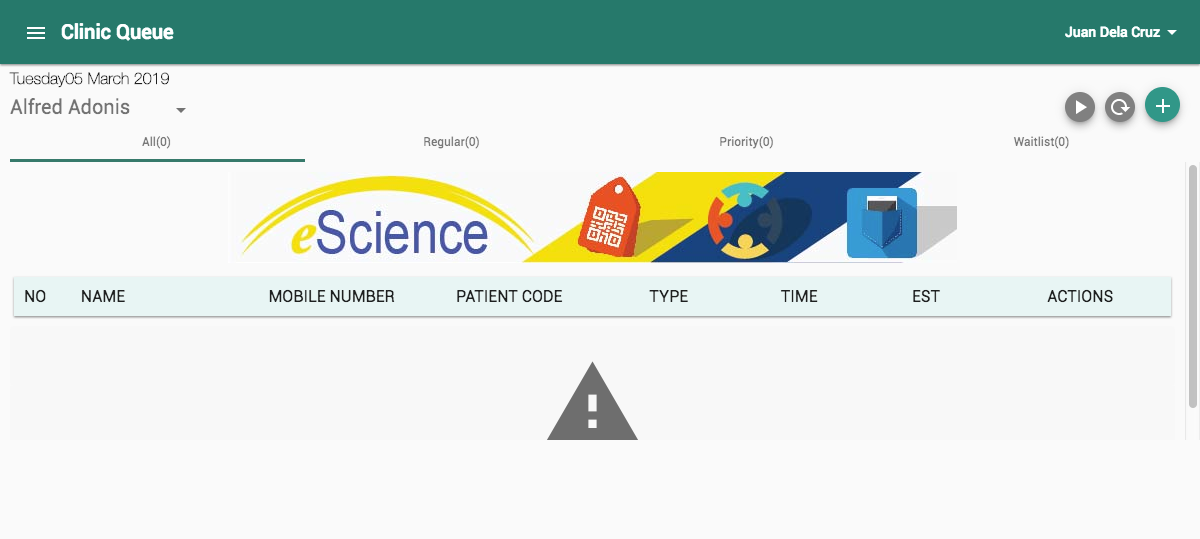 Clinic Queue
Juan Dela Cruz
Tuesday05 March 2019
Alfred Adonis
All(0) Regular(0) Priority(0) Waitlist(0)
eScience
NO NAME MOBILE NUMBER PATIENT CODE TYPE TIME EST ACTIONS